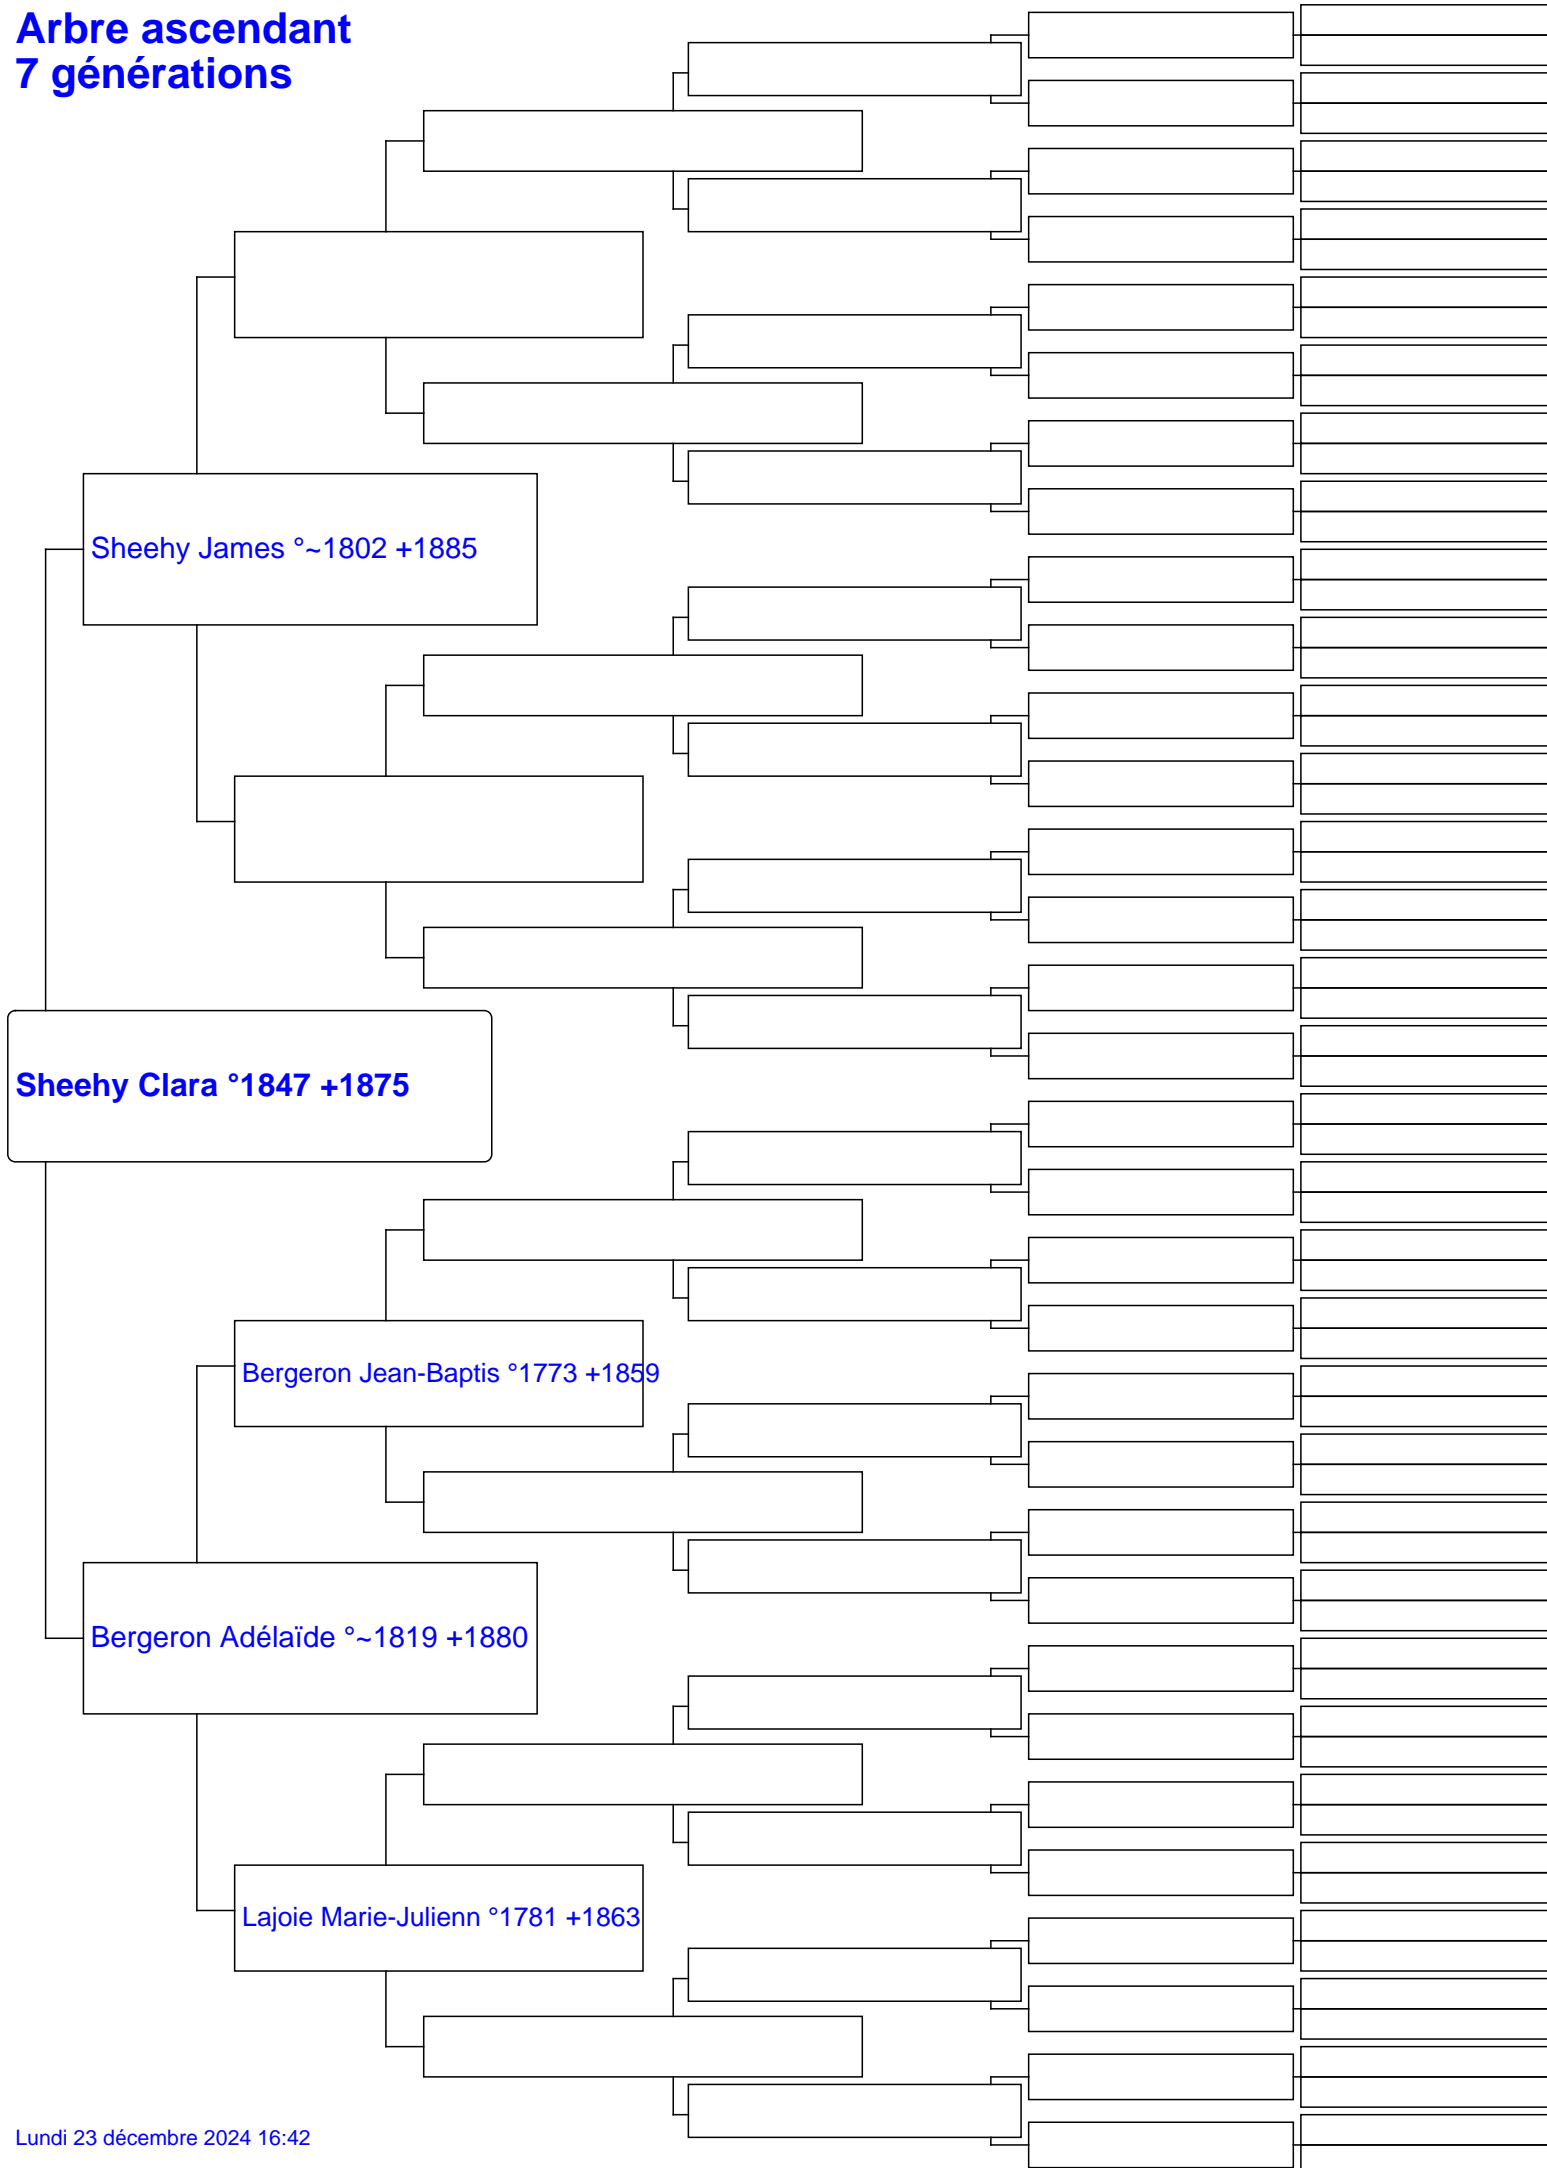 Arbre ascendant
7 générations
Sheehy James °~1802 +1885
Sheehy Clara °1847 +1875
Bergeron Jean-Baptis °1773 +1859
Bergeron Adélaïde °~1819 +1880
Lajoie Marie-Julienn °1781 +1863
Lundi 23 décembre 2024 16:42